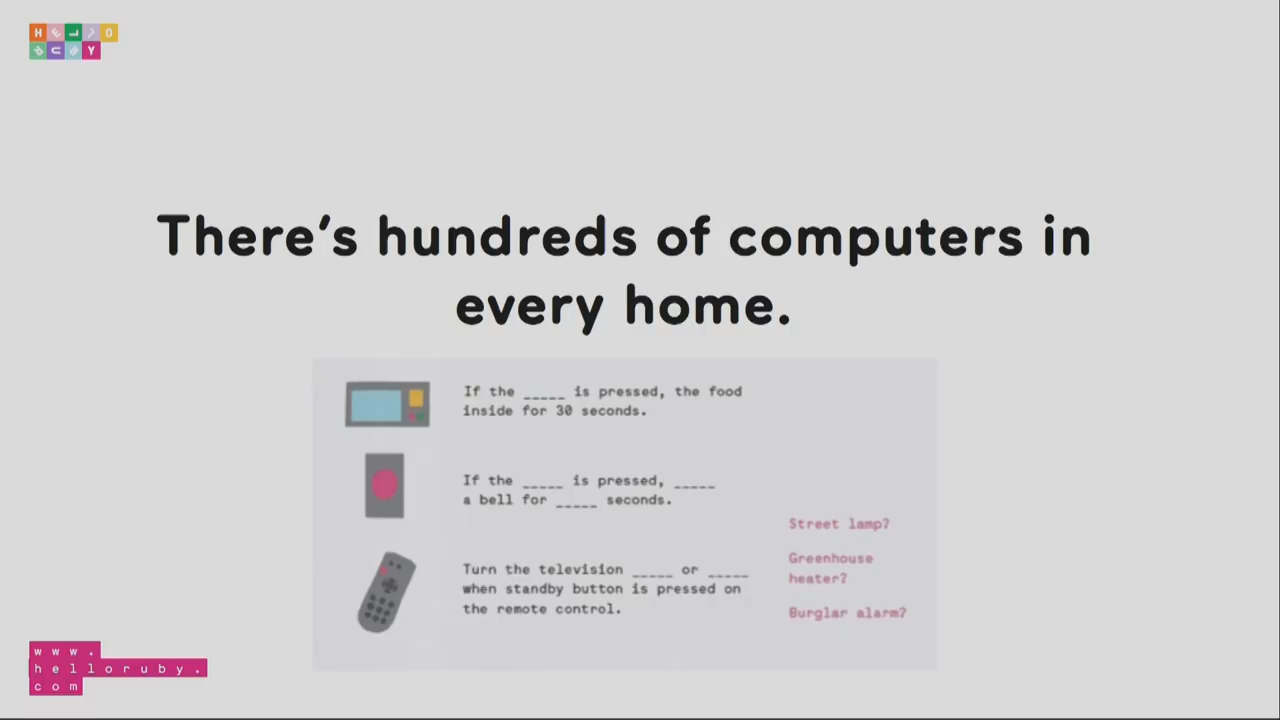 HELLO
RUBY
There's hundreds of computers in
every home.
If the _____ is pressed, the food
inside for 30 seconds.
If the _____ is pressed, _____
a bell for _____ seconds.
Turn the television _____ or _____
when standby button is pressed on
the remote control.
Street lamp?
Greenhouse
heater?
Burglar alarm?
www.
helloruby.
com